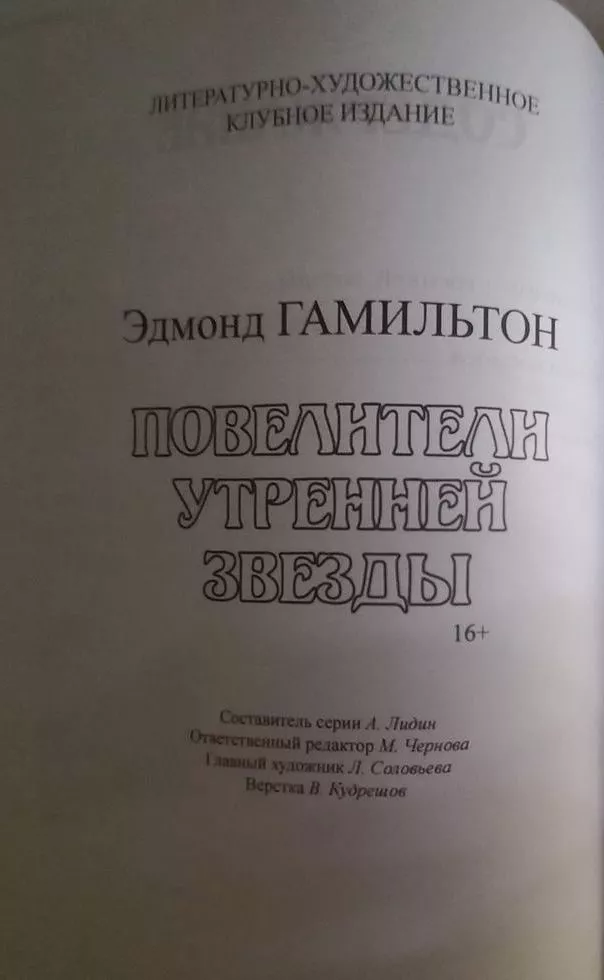 ЛИТЕРАТУРНО-ХУДОЖЕСТВЕННОЕ
КЛУБНОЕ ИЗДАНИЕ
Эдмонд ГАМИЛЬТОН
ПОВЕЛИТЕЛИ
УТРЕННЕЙ
ЗВЕЗДЫ
16+
Составитель серии А. Лидин
Ответственный редактор М. Чернова
Главный художник Л. Соловьева
Верстка В. Кудрешов